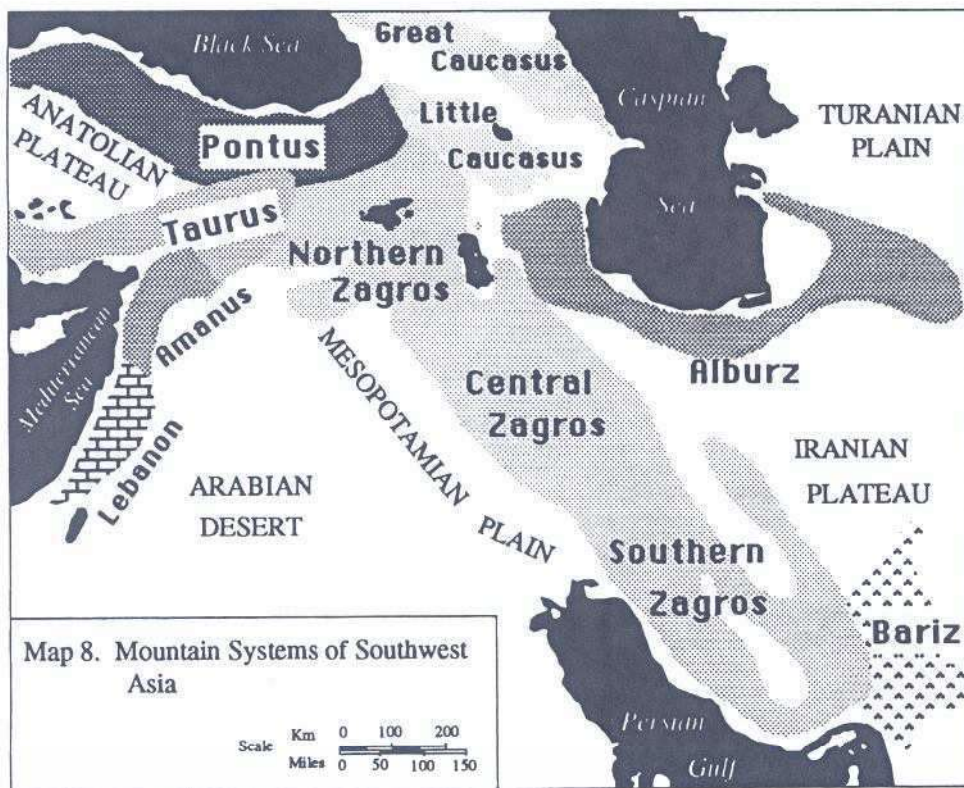 Black Sea
Great
Caucasus
Caspian
Sea
TURANIAN
PLAIN
ANATOLIAN
PLATEAU
Pontus
Little
Caucasus
Taurus
Northern
Zagros
Amanus
Mediterranean
Sea
MESOPOTAMIAN PLAIN
Central
Zagros
Alburz
Lebanon
ARABIAN
DESERT
IRANIAN
PLATEAU
Southern
Zagros
Bariz
Persian
Gulf
Map 8. Mountain Systems of Southwest
Asia
Scale
Km 0 100 200
Miles 0 50 100 150